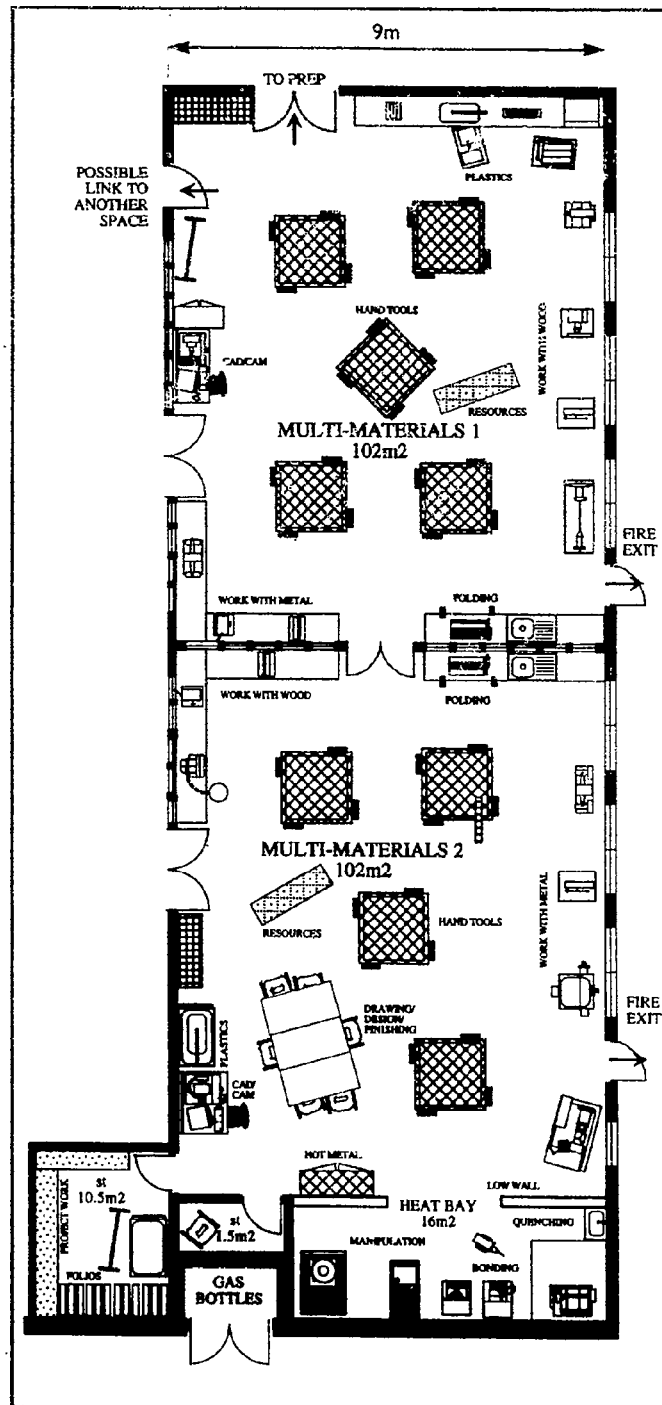 9m
TO PREP
POSSIBLE
LINK TO
ANOTHER
SPACE
PLASTICS
HAND TOOLS
CAD/CAM
WORK WITH WOOD
RESOURCES
MULTI-MATERIALS 1
102m2
FIRE
EXIT
WORK WITH METAL
FOLDING
WORK WITH WOOD
FOLDING
MULTI-MATERIALS 2
102m2
RESOURCES
HAND TOOLS
WORK WITH METAL
DRAWING/
DESIGN/
FINISHING
FIRE
EXIT
PLASTICS
CAD/
CAM
HOT METAL
LOW WALL
st
10.5m2
PROJECT WORK
FOLIOS
st
1.5m2
HEAT BAY
16m2
QUENCHING
MANIPULATION
BONDING
GAS
BOTTLES